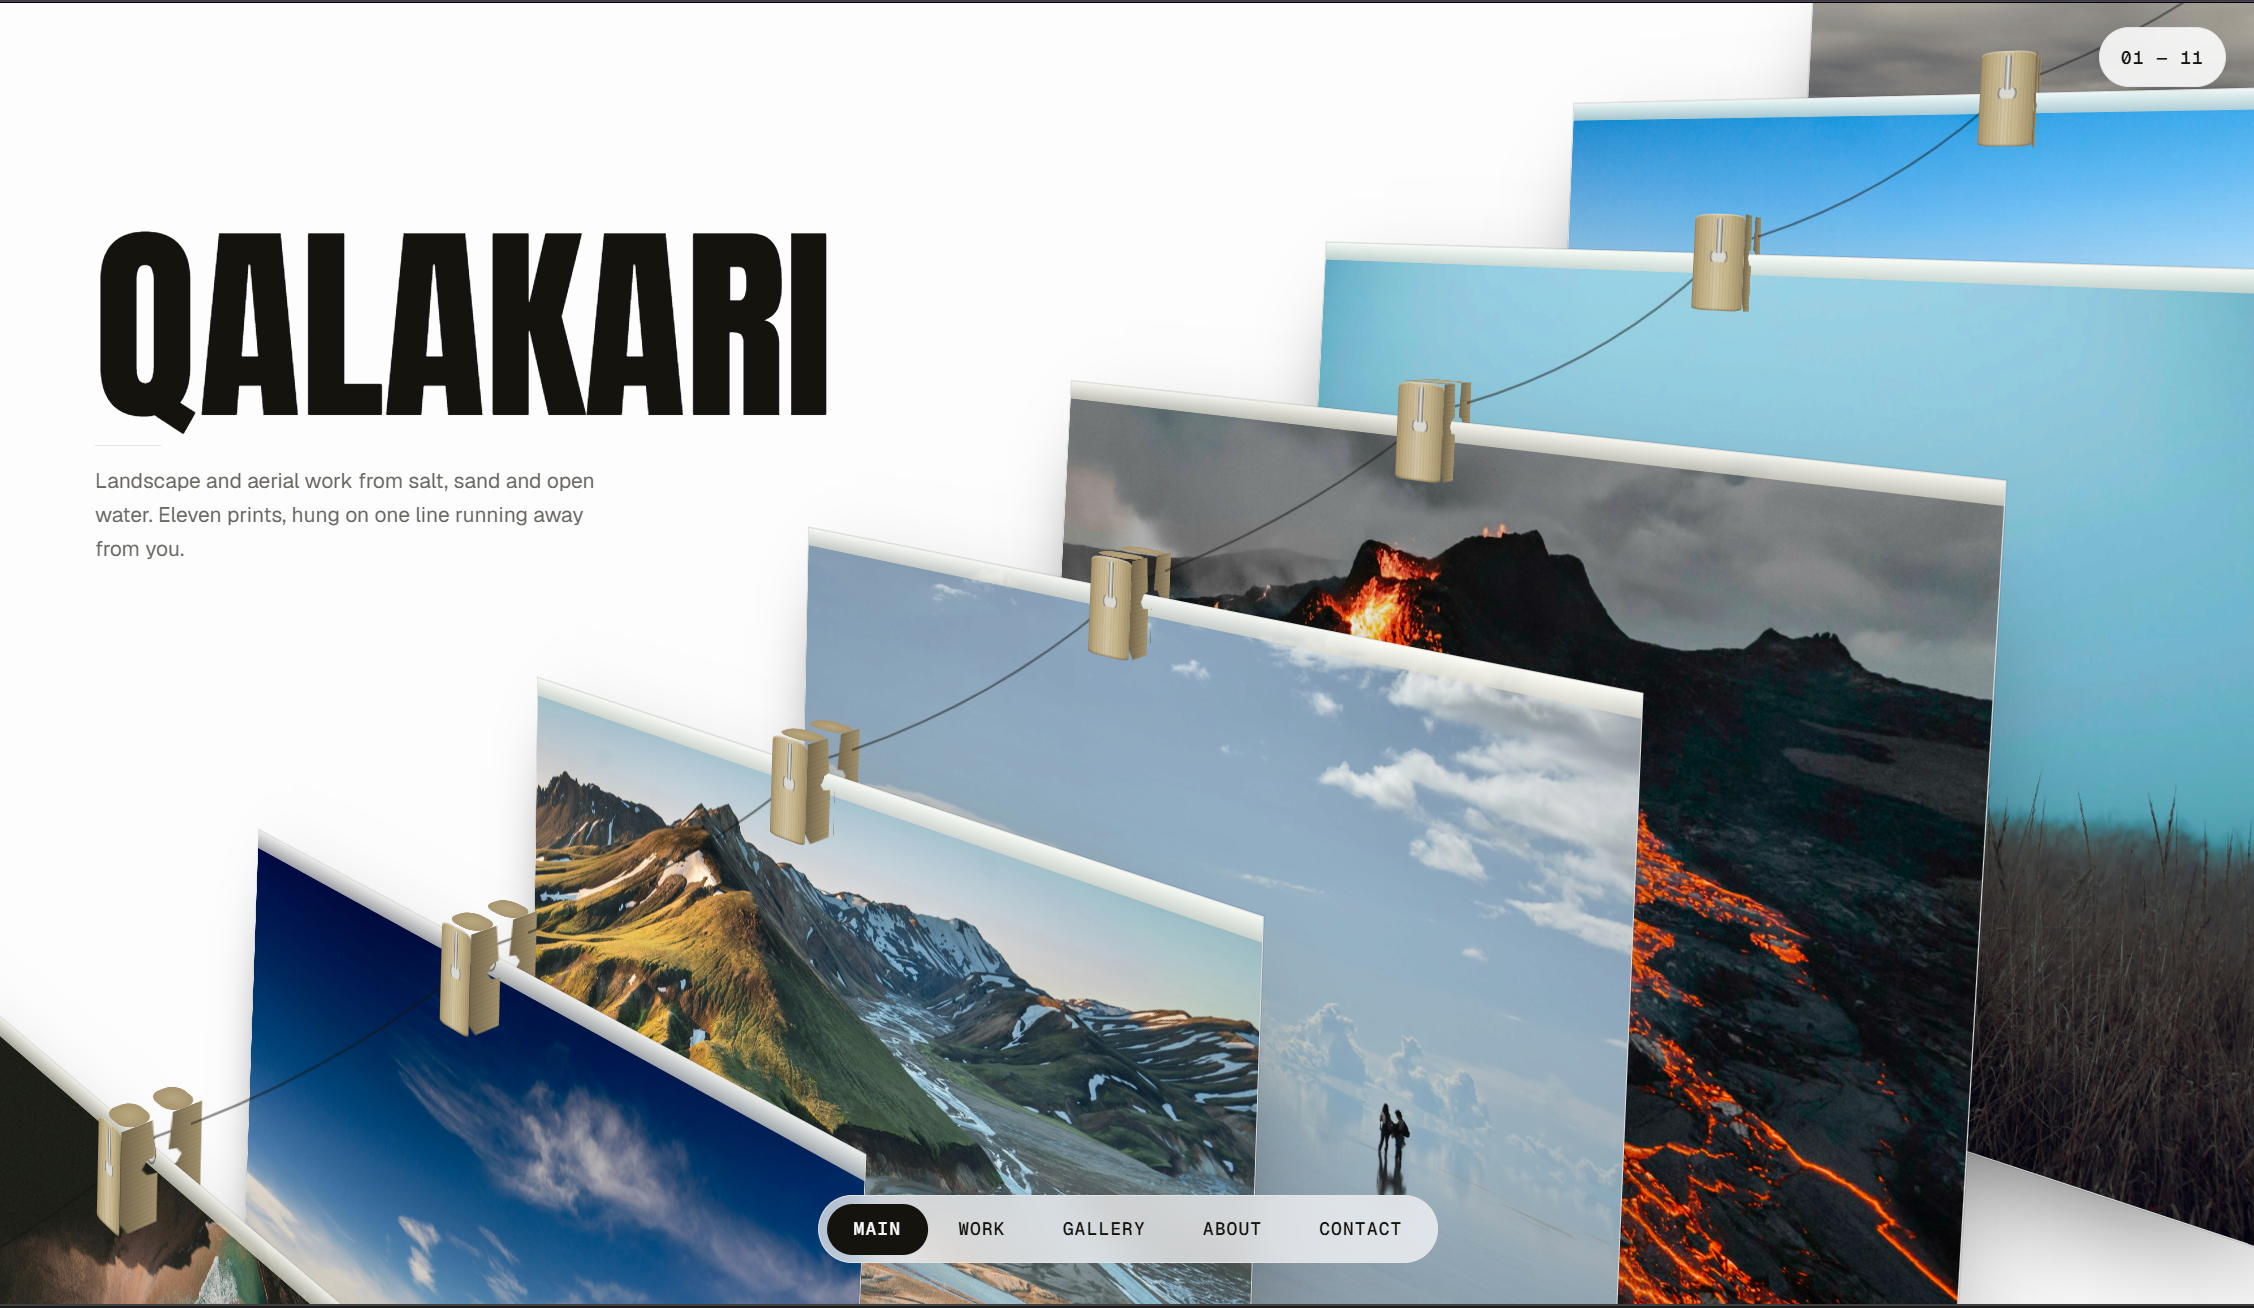 01 – 11
QALAKARI
Landscape and aerial work from salt, sand and open
water. Eleven prints, hung on one line running away
from you.
MAIN WORK GALLERY ABOUT CONTACT